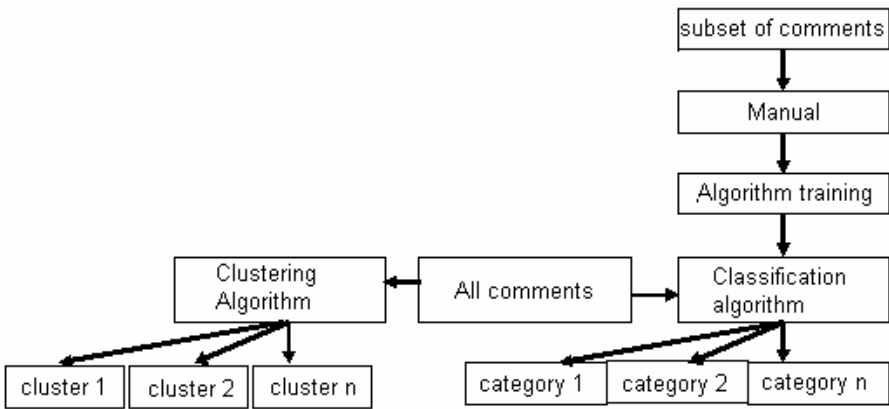 subset of comments
Manual
Algorithm training
Clustering
Algorithm
All comments
Classification
algorithm
cluster 1
cluster 2
cluster n
category 1
category 2
category n